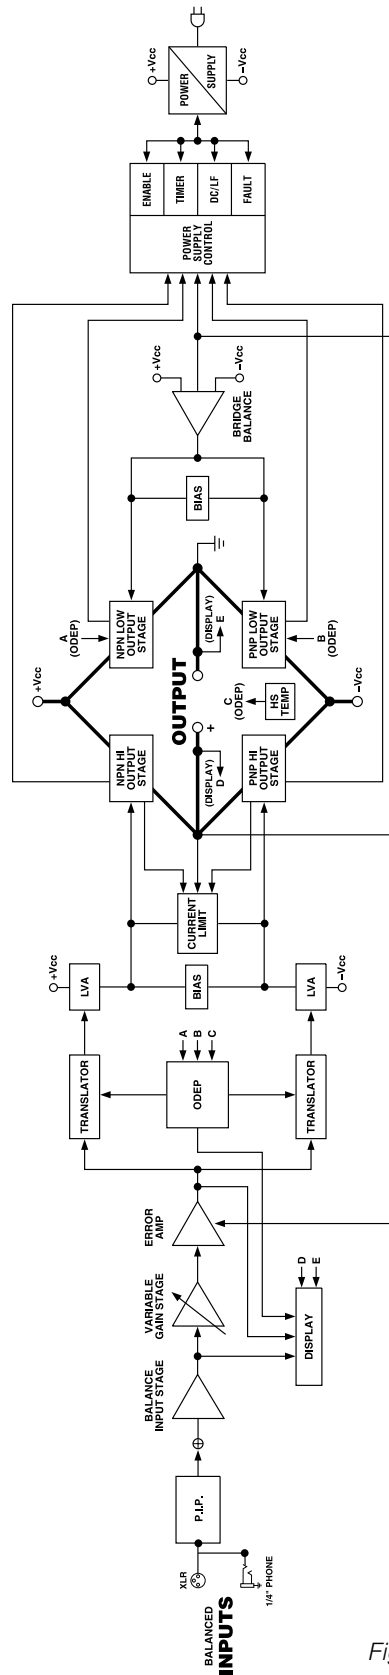 BALANCED
INPUTS
XLR
1/4" PHONE
P.I.P.
BALANCE
INPUT STAGE
VARIABLE
GAIN STAGE
ERROR
AMP
DISPLAY
D
E
TRANSLATOR
ODEP
A
B
C
TRANSLATOR
+Vcc
LVA
BIAS
LVA
−Vcc
CURRENT
LIMIT
NPN HI
OUTPUT
STAGE
PNP HI
OUTPUT
STAGE
(DISPLAY)
D
+
OUTPUT
+Vcc
−Vcc
C
(ODEP)
HS
TEMP
(DISPLAY)
E
A
(ODEP)
NPN LOW
OUTPUT
STAGE
PNP LOW
OUTPUT
STAGE
B
(ODEP)
BIAS
BRIDGE
BALANCE
+Vcc
−Vcc
POWER
SUPPLY
CONTROL
ENABLE
TIMER
DC/LF
FAULT
+Vcc
POWER
SUPPLY
−Vcc